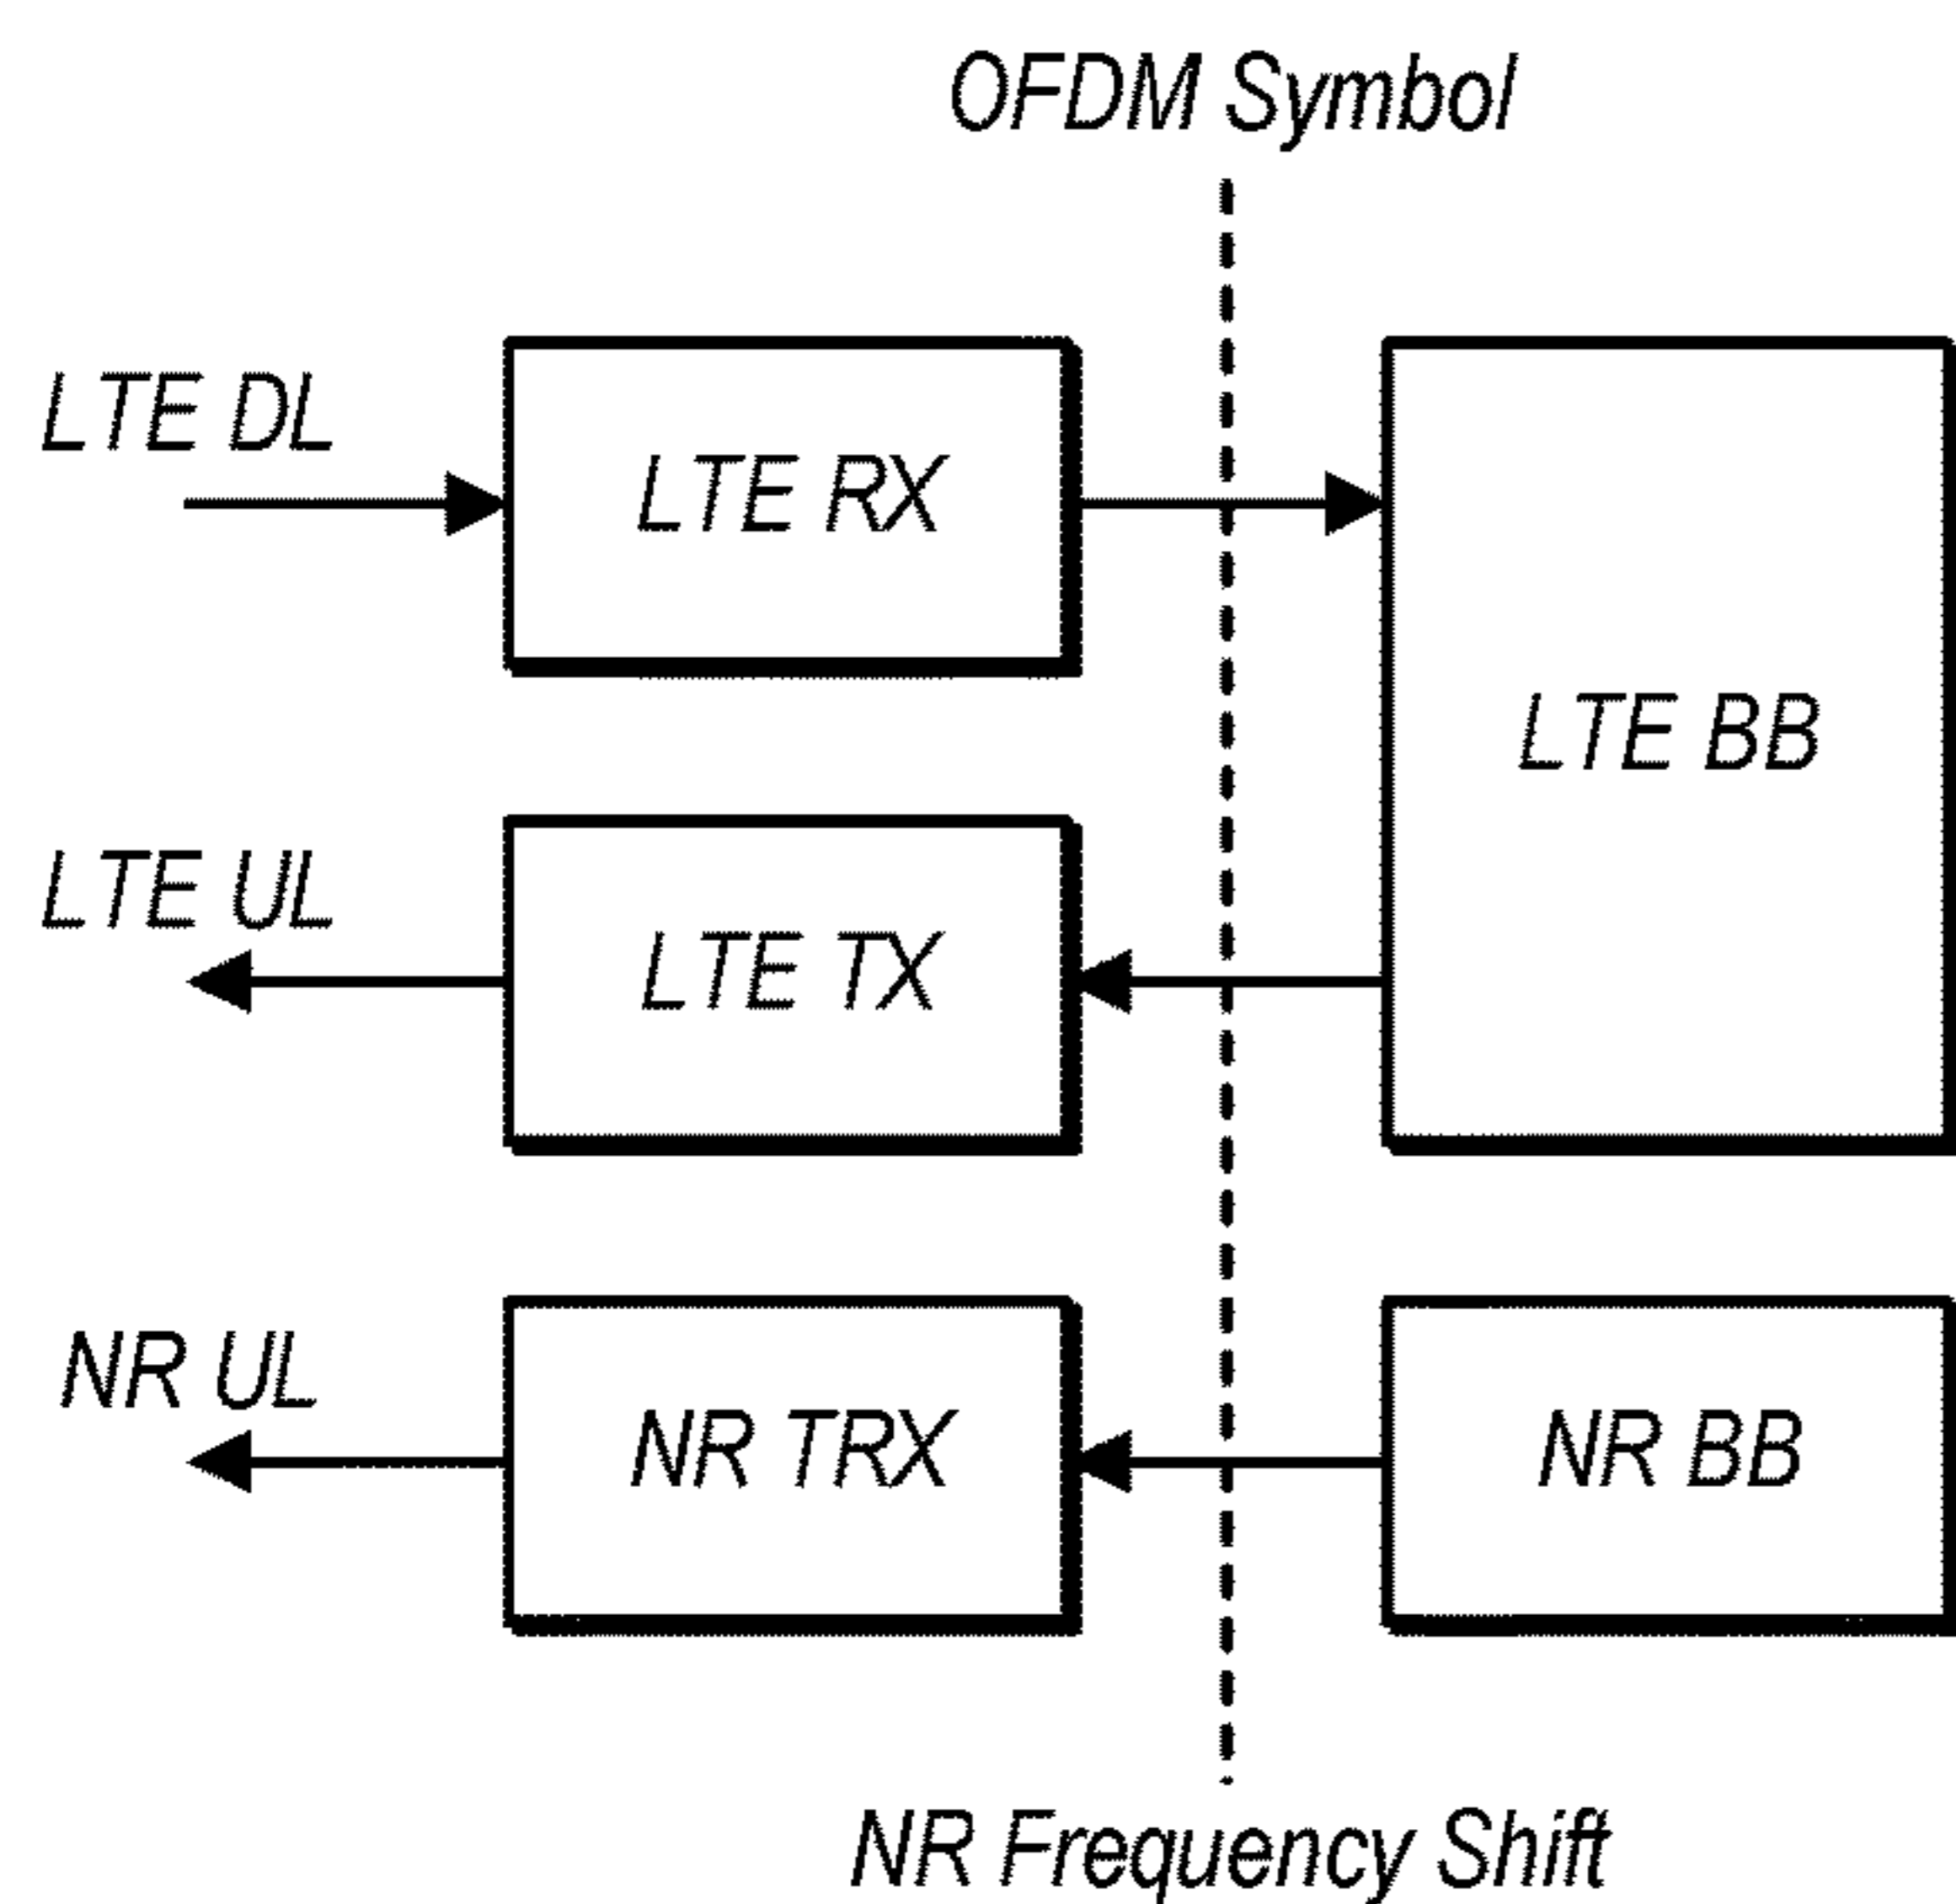 OFDM Symbol
LTE DL
LTE RX
LTE BB
LTE UL
LTE TX
NR UL
NR TRX
NR BB
NR Frequency Shift